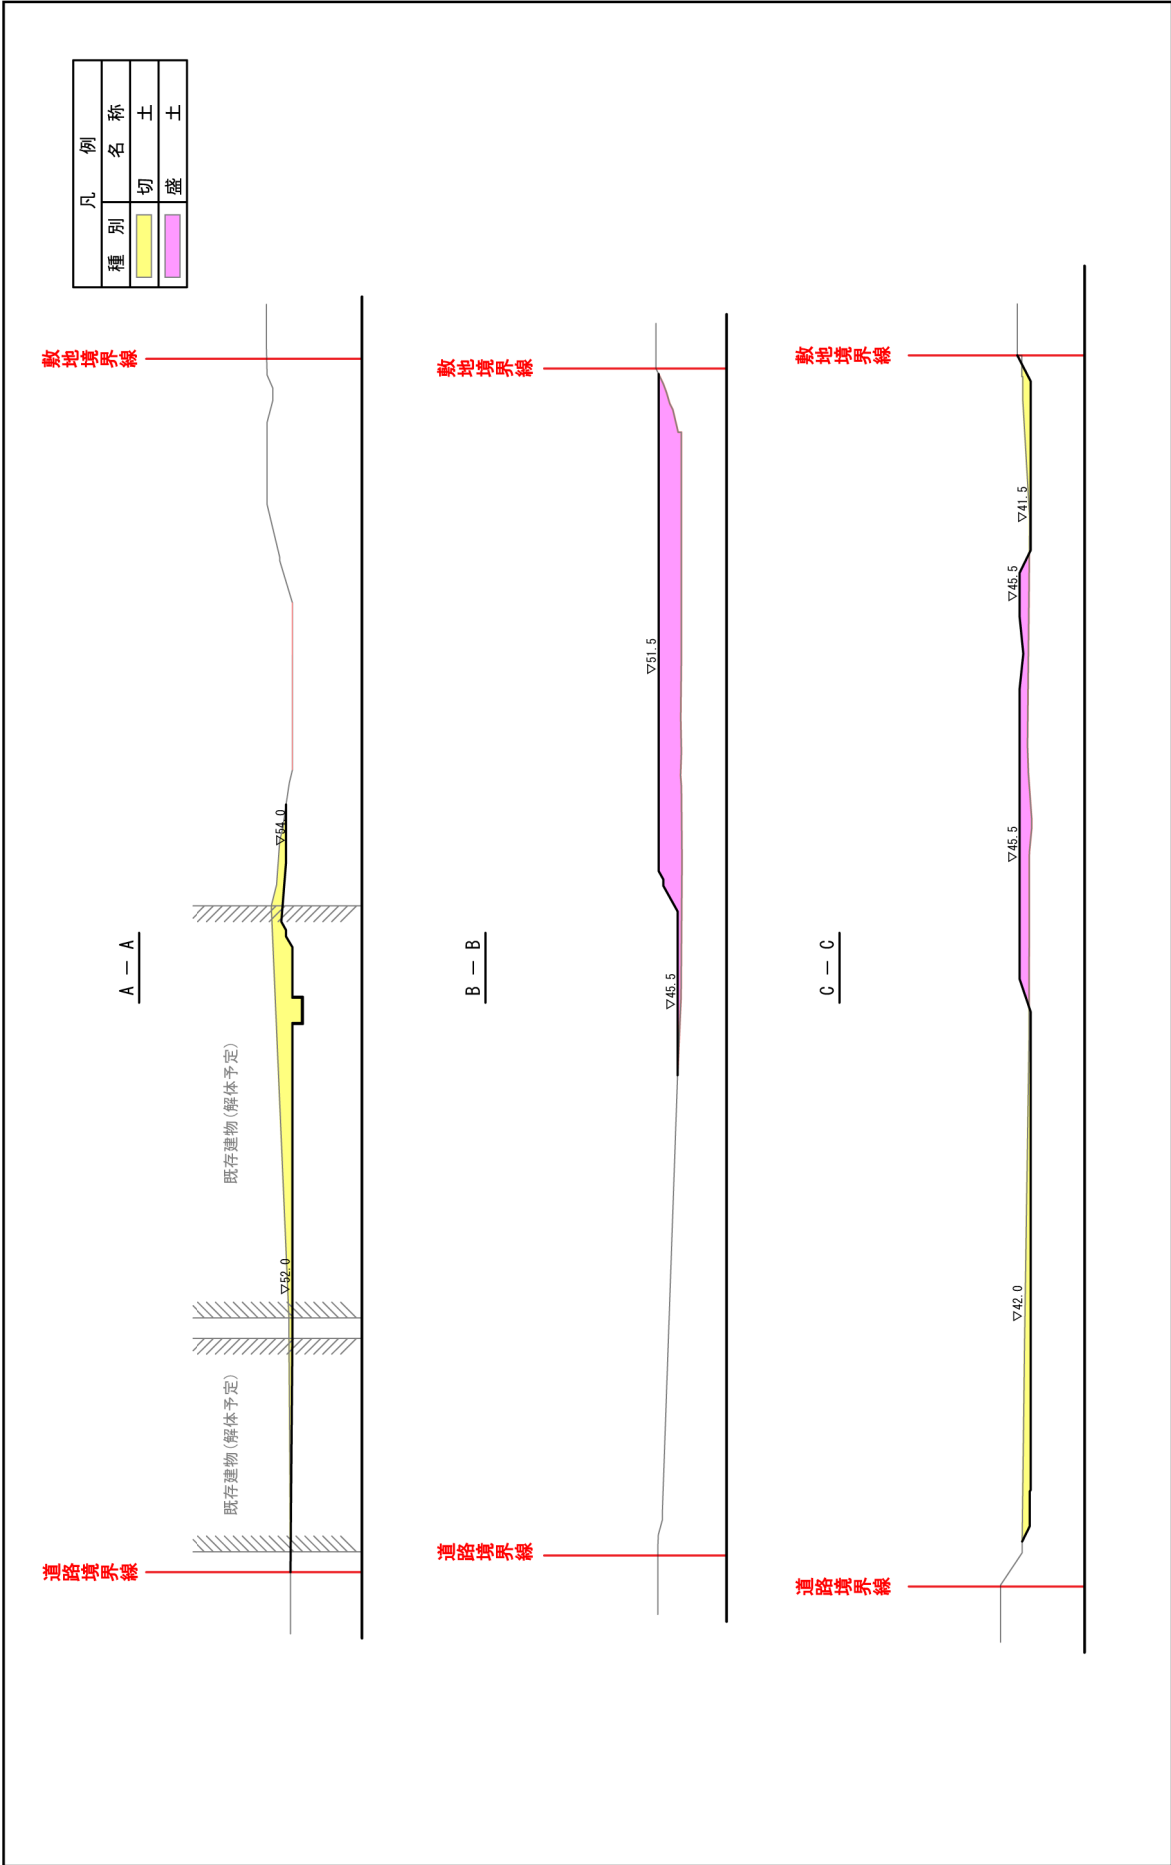 凡 例
種 別 名 称
切 土
盛 土
A － A
道路境界線
敷地境界線
既存建物(解体予定)
既存建物(解体予定)
▽52.0
▽54.0
B － B
道路境界線
敷地境界線
▽45.5
▽51.5
C － C
道路境界線
敷地境界線
▽42.0
▽45.5
▽45.5
▽41.5